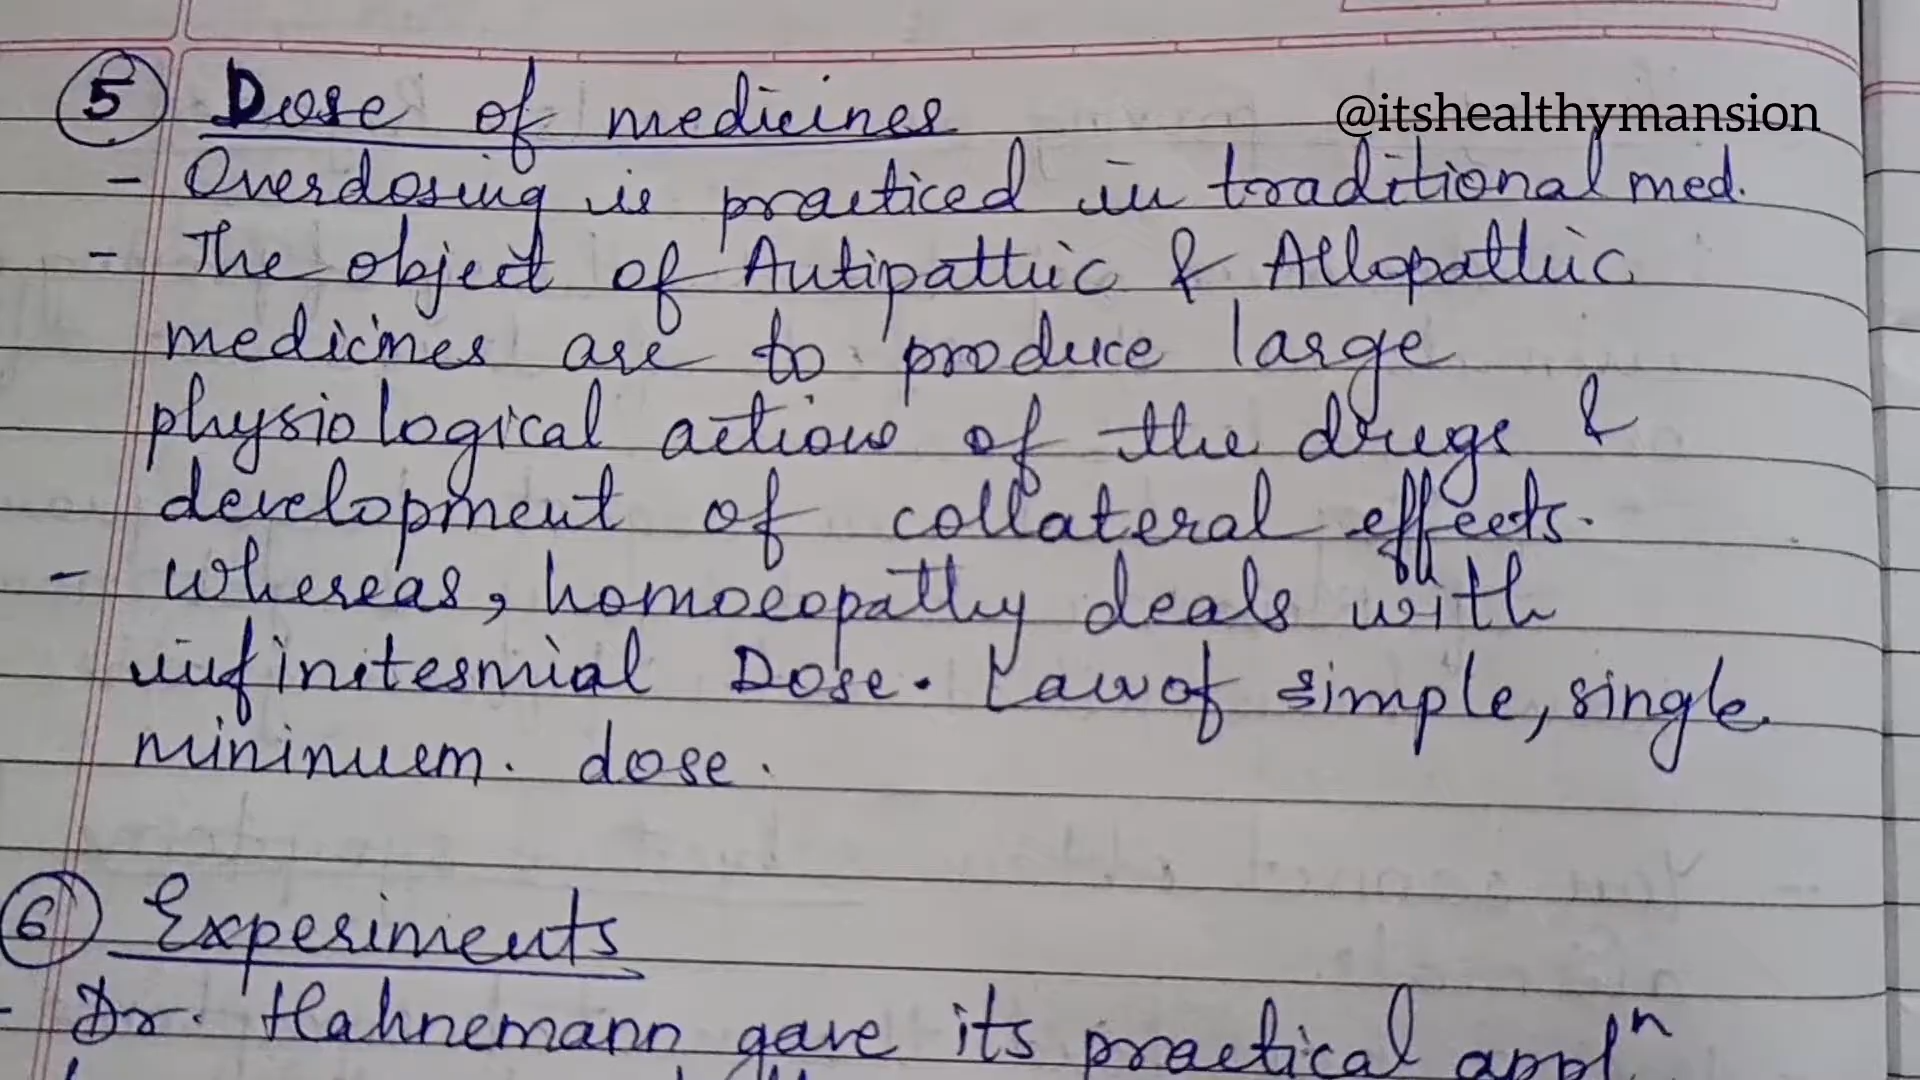 5 Dose of medicines
@itshealthymansion
- Overdosing is practiced in traditional med.
- The object of Antipathic & Allopathic
medicines are to produce large
physiological actions of the drugs &
development of collateral effects.
- Whereas, homoeopathy deals with
infinitesmial Dose. Law of simple, single
mininuem. dose.
6 Experiments
- Dr. Hahnemann gave its practical applⁿ